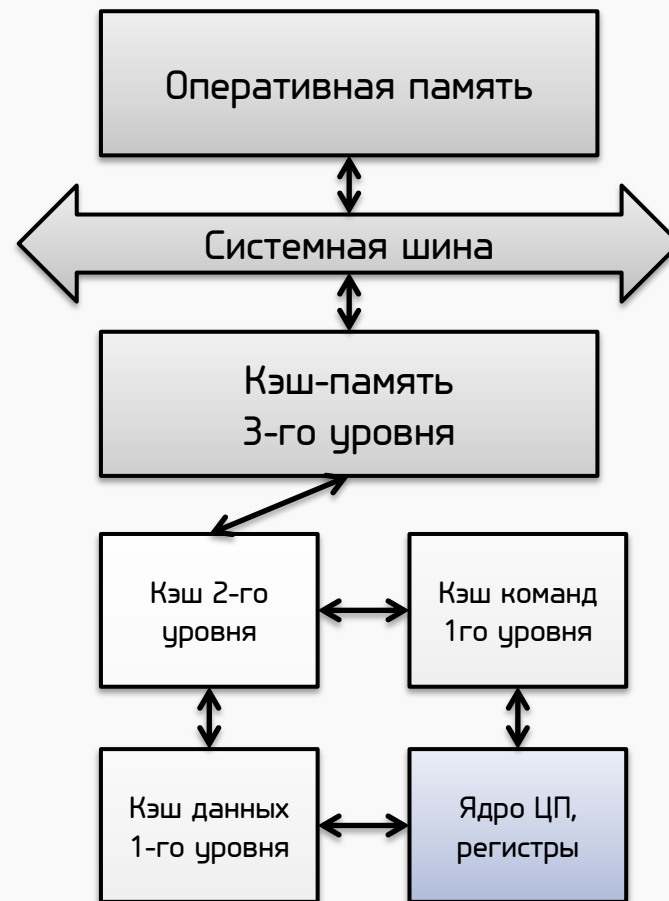 Оперативная память
Системная шина
Кэш-память
3-го уровня
Кэш 2-го
уровня
Кэш команд
1го уровня
Кэш данных
1-го уровня
Ядро ЦП,
регистры